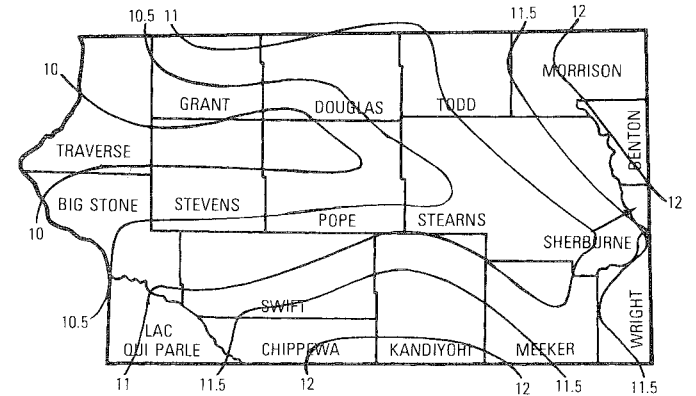 10.5 11 11.5 12
10
MORRISON
GRANT DOUGLAS TODD
BENTON
TRAVERSE
BIG STONE STEVENS
12
10 POPE STEARNS
SHERBURNE
10.5
SWIFT
WRIGHT
LAC
QUI PARLE CHIPPEWA KANDIYOHI MEEKER
11 11.5 12 12 11.5 11.5